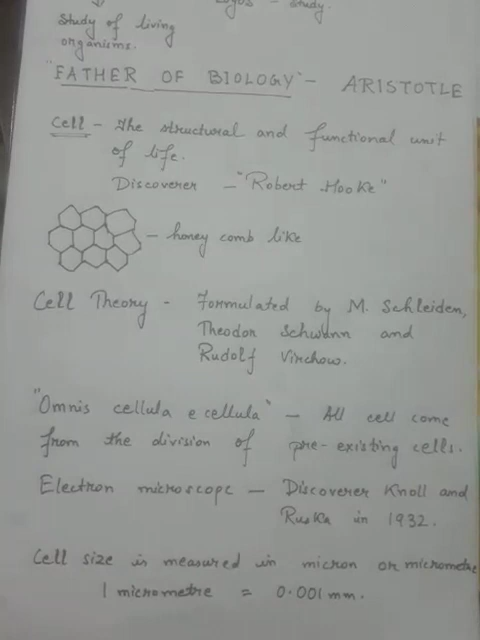 Logos - study.
Study of living
organisms.
"FATHER OF BIOLOGY" - ARISTOTLE
Cell - The structural and functional unit
of life.
Discoverer - "Robert Hooke"
- honey comb like
Cell Theory - Formulated by M. Schleiden,
Theodor Schwann and
Rudolf Virchow.
"Omnis cellula e cellula" - All cell come
from the division of pre-existing cells.
Electron microscope - Discoverer Knoll and
Ruska in 1932.
Cell size is measured in micron or micrometre
1 micrometre = 0.001 mm.